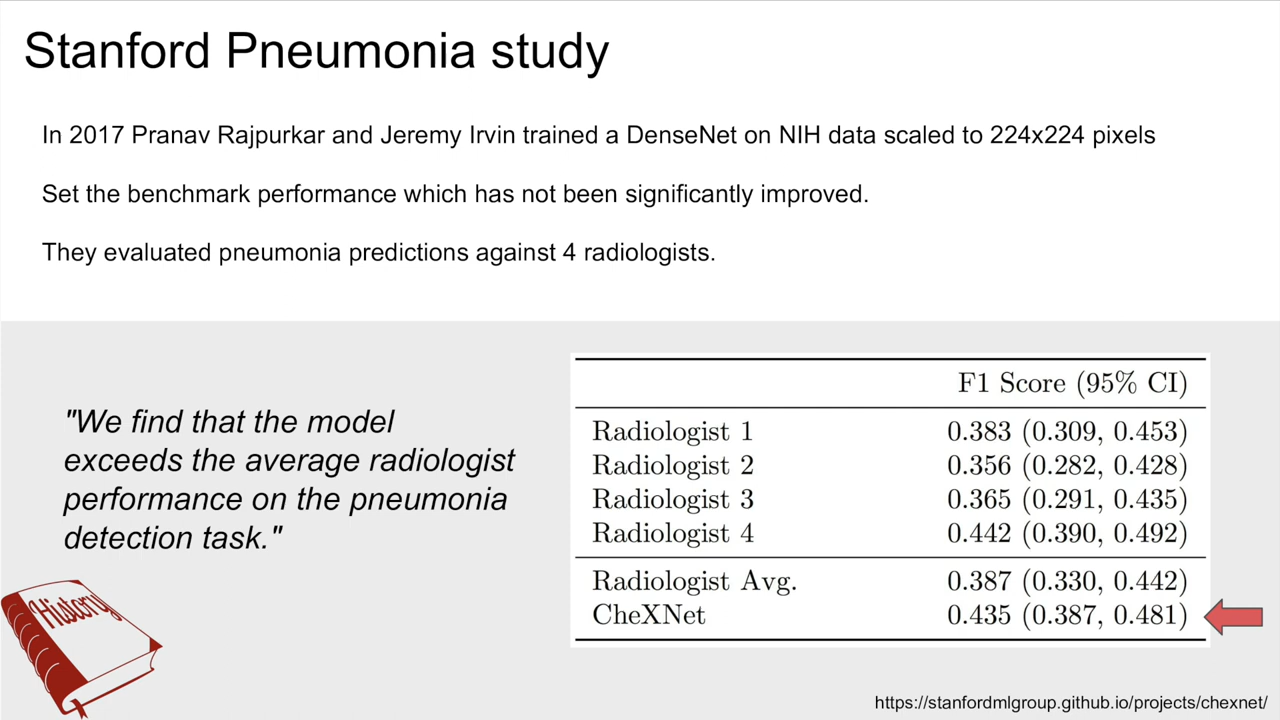 Stanford Pneumonia study
In 2017 Pranav Rajpurkar and Jeremy Irvin trained a DenseNet on NIH data scaled to 224x224 pixels
Set the benchmark performance which has not been significantly improved.
They evaluated pneumonia predictions against 4 radiologists.
"We find that the model
exceeds the average radiologist
performance on the pneumonia
detection task."
History
F1 Score (95% CI)
Radiologist 1 0.383 (0.309, 0.453)
Radiologist 2 0.356 (0.282, 0.428)
Radiologist 3 0.365 (0.291, 0.435)
Radiologist 4 0.442 (0.390, 0.492)
Radiologist Avg. 0.387 (0.330, 0.442)
CheXNet 0.435 (0.387, 0.481)
https://stanfordmlgroup.github.io/projects/chexnet/